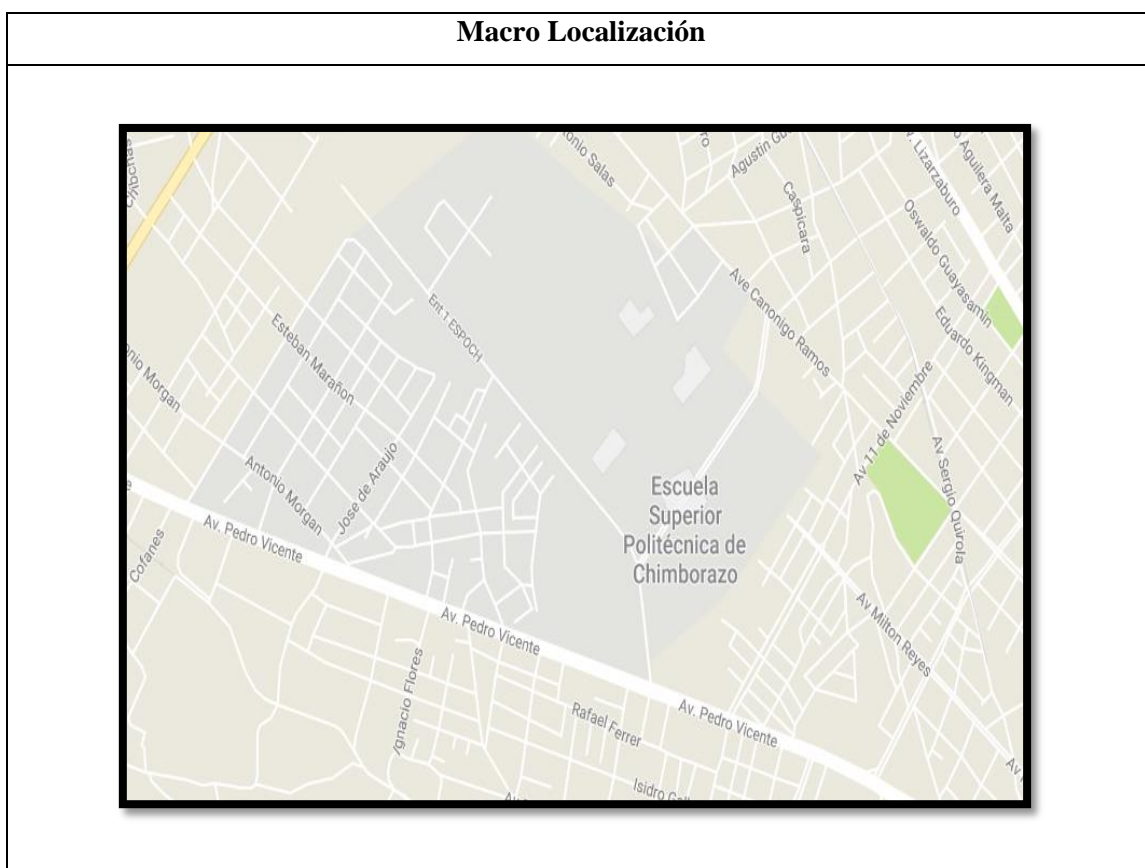 Macro Localización
Antonio Salas
Agustin Gu
Caspicara
Av. Lizarzaburo
o Aguilera Malta
Oswaldo Guayasamin
Eduardo Kingman
Ave Canonigo Ramos
Ent.1 ESPOCH
Esteban Marañon
onio Morgan
Antonio Morgan
Jose de Araujo
Av 11 de Noviembre
Av Sergio Quirola
Escuela
Superior
Politécnica de
Chimborazo
Av. Pedro Vicente
Cofanes
Av. Pedro Vicente
Av Milton Reyes
Ignacio Flores
Rafael Ferrer
Av. Pedro Vicente
Isidro